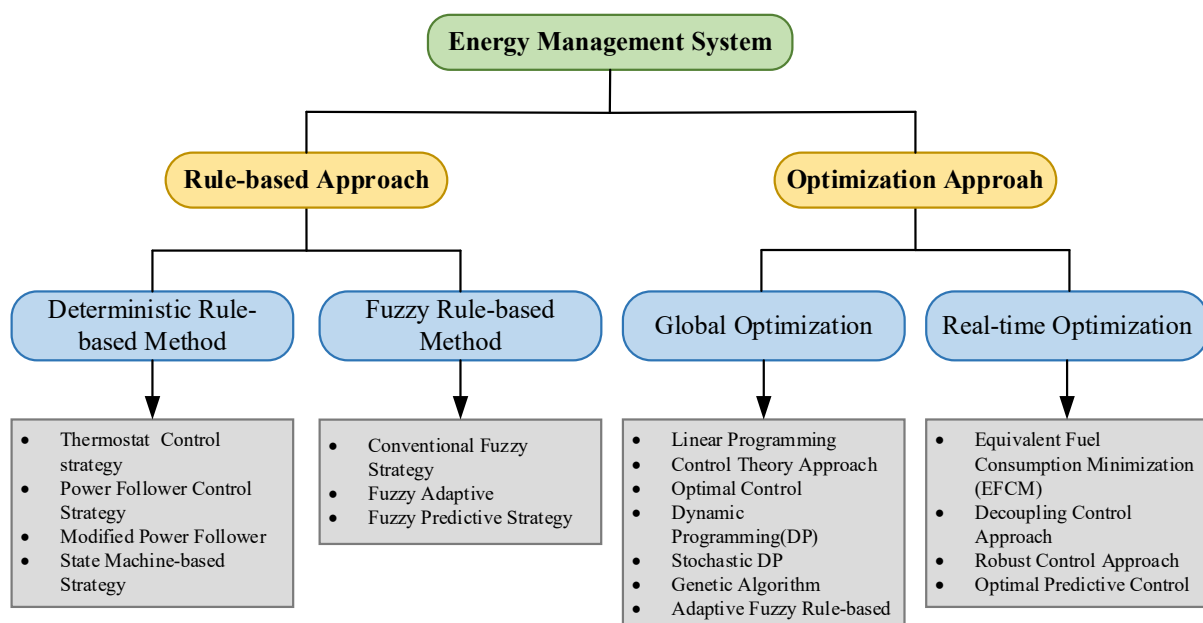 Energy Management System
Rule-based Approach
Optimization Approah
Deterministic Rule-
based Method
Fuzzy Rule-based
Method
Global Optimization
Real-time Optimization
• Thermostat Control
strategy
• Power Follower Control
Strategy
• Modified Power Follower
• State Machine-based
Strategy
• Conventional Fuzzy
Strategy
• Fuzzy Adaptive
• Fuzzy Predictive Strategy
• Linear Programming
• Control Theory Approach
• Optimal Control
• Dynamic
Programming(DP)
• Stochastic DP
• Genetic Algorithm
• Adaptive Fuzzy Rule-based
• Equivalent Fuel
Consumption Minimization
(EFCM)
• Decoupling Control
Approach
• Robust Control Approach
• Optimal Predictive Control